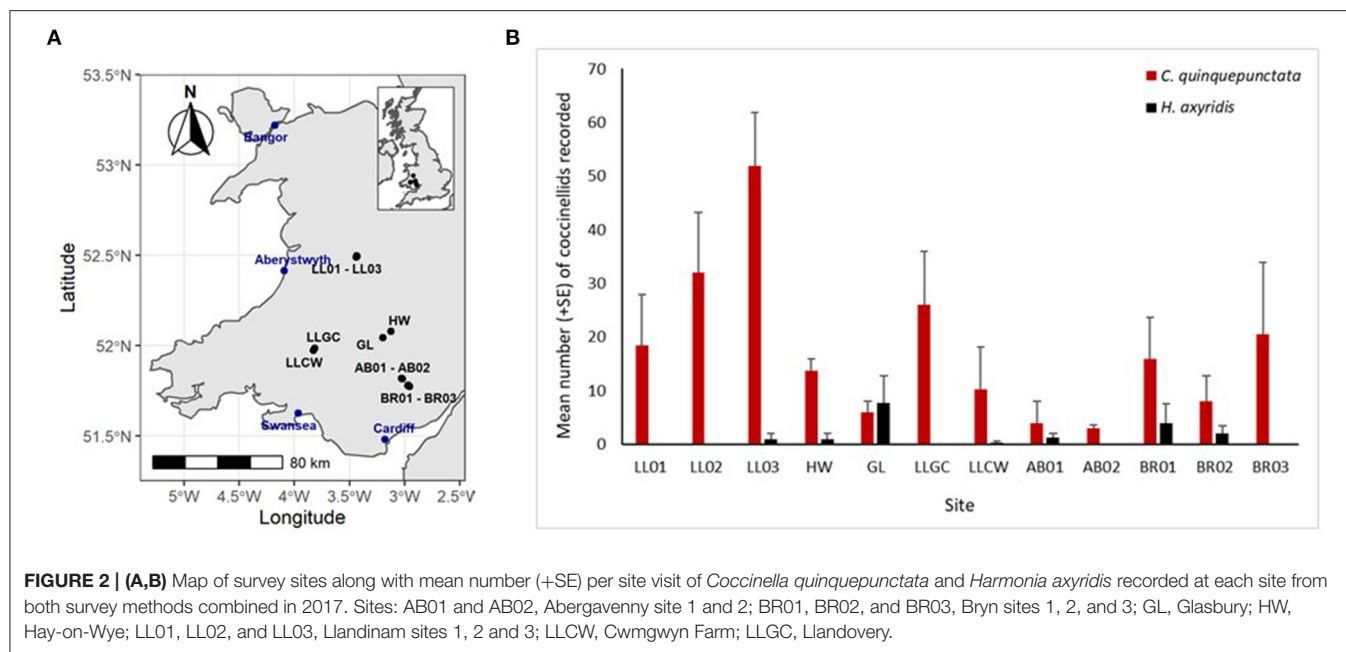 A
N
53.5°N
53°N
52.5°N
52°N
51.5°N
Latitude
Bangor
Aberystwyth
LL01 - LL03
HW
GL
LLGC
LLCW
AB01 - AB02
BR01 - BR03
Swansea
Cardiff
80 km
5°W 4.5°W 4°W 3.5°W 3°W 2.5°W
Longitude
B
70
60
50
40
30
20
10
0
Mean number (+SE) of coccinellids recorded
C. quinquepunctata
H. axyridis
LL01 LL02 LL03 HW GL LLGC LLCW AB01 AB02 BR01 BR02 BR03
Site
FIGURE 2 | (A,B) Map of survey sites along with mean number (+SE) per site visit of Coccinella quinquepunctata and Harmonia axyridis recorded at each site from
both survey methods combined in 2017. Sites: AB01 and AB02, Abergavenny site 1 and 2; BR01, BR02, and BR03, Bryn sites 1, 2, and 3; GL, Glasbury; HW,
Hay-on-Wye; LL01, LL02, and LL03, Llandinam sites 1, 2 and 3; LLCW, Cwmgwyn Farm; LLGC, Llandovery.